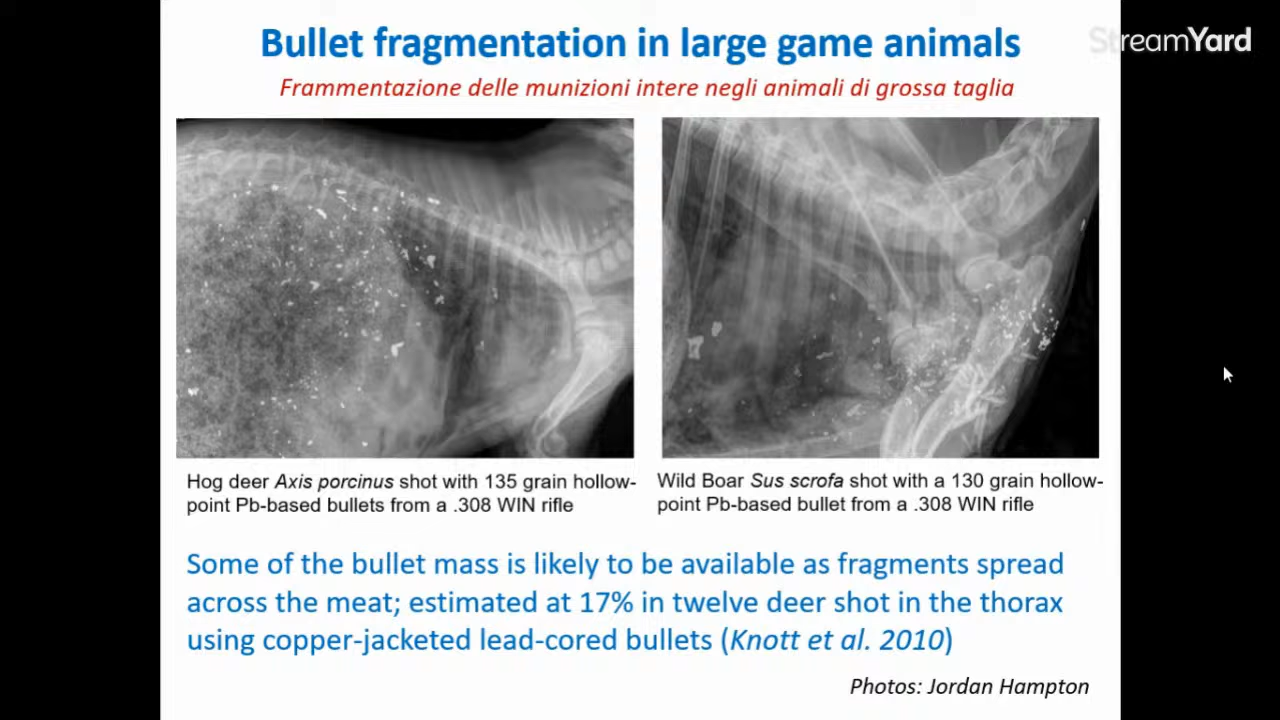 Bullet fragmentation in large game animals
StreamYard
Frammentazione delle munizioni intere negli animali di grossa taglia
Hog deer Axis porcinus shot with 135 grain hollow-
point Pb-based bullets from a .308 WIN rifle
Wild Boar Sus scrofa shot with a 130 grain hollow-
point Pb-based bullet from a .308 WIN rifle
Some of the bullet mass is likely to be available as fragments spread
across the meat; estimated at 17% in twelve deer shot in the thorax
using copper-jacketed lead-cored bullets (Knott et al. 2010)
Photos: Jordan Hampton